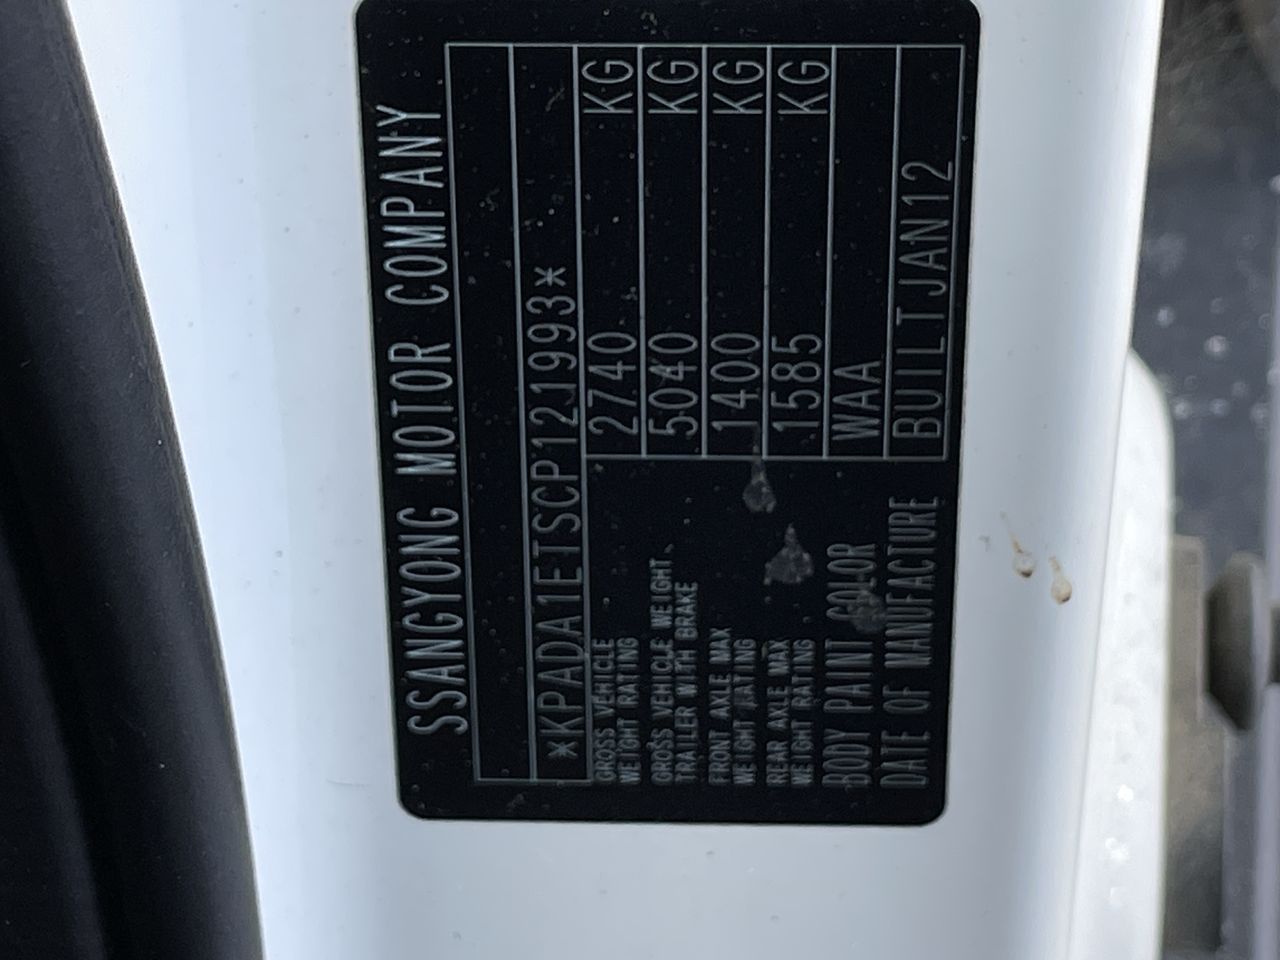 SSANGYONG MOTOR COMPANY
*KPADA1ETSCP121993*
GROSS VEHICLE
WEIGHT RATING 2740 KG
GROSS VEHICLE WEIGHT.
TRAILER WITH BRAKE 5040 KG
FRONT AXLE MAX
WEIGHT RATING 1400 KG
REAR AXLE MAX
WEIGHT RATING 1585 KG
BODY PAINT COLOR WAA
DATE OF MANUFACTURE BUILTJAN12